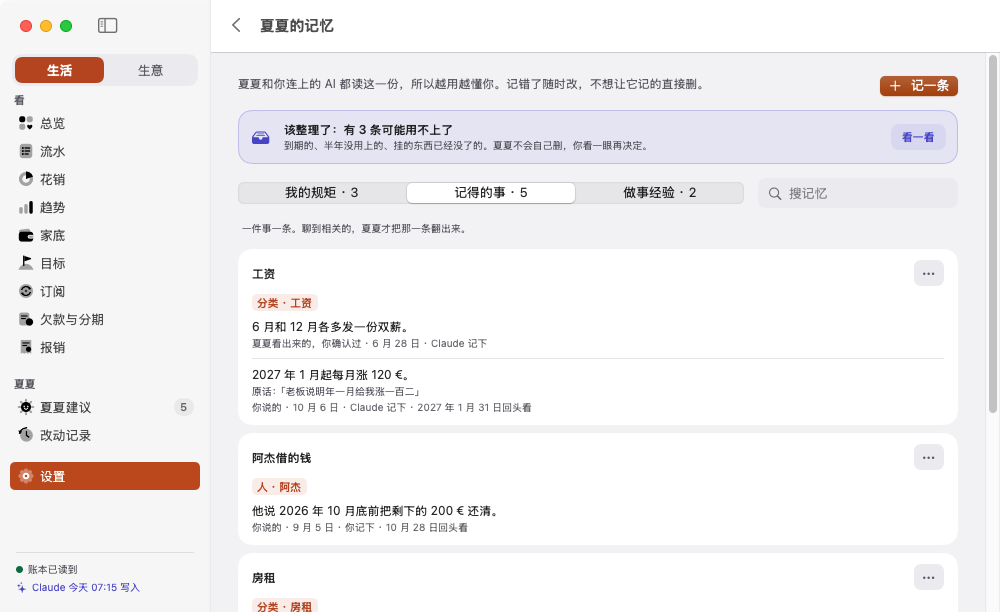 夏夏的记忆
生活
生意
看
总览
流水
花销
趋势
家底
目标
订阅
欠款与分期
报销
夏夏
夏夏建议
5
改动记录
设置
账本已读到
Claude 今天 07:15 写入
夏夏和你连上的 AI 都读这一份，所以越用越懂你。记错了随时改，不想让它记的直接删。
记一条
该整理了：有 3 条可能用不上了
到期的、半年没用上的、挂的东西已经没了的。夏夏不会自己删，你看一眼再决定。
看一看
我的规矩 · 3
记得的事 · 5
做事经验 · 2
搜记忆
一件事一条。聊到相关的，夏夏才把那一条翻出来。
工资
分类 · 工资
6 月和 12 月各多发一份双薪。
夏夏看出来的，你确认过 · 6 月 28 日 · Claude 记下
2027 年 1 月起每月涨 120 €。
原话：「老板说明年一月给我涨一百二」
你说的 · 10 月 6 日 · Claude 记下 · 2027 年 1 月 31 日回头看
阿杰借的钱
人 · 阿杰
他说 2026 年 10 月底前把剩下的 200 € 还清。
你说的 · 9 月 5 日 · 你记下 · 10 月 28 日回头看
房租
分类 · 房租